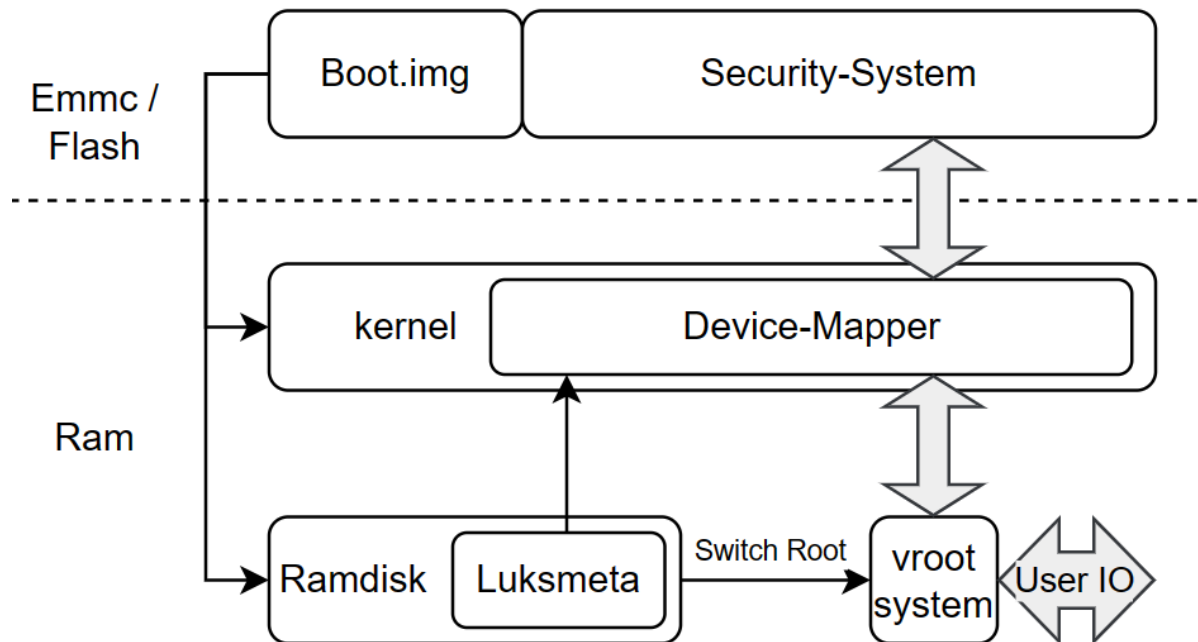 Boot.img
Security-System
Emmc /
Flash
kernel
Device-Mapper
Ram
Ramdisk
Luksmeta
Switch Root
vroot
system
User IO